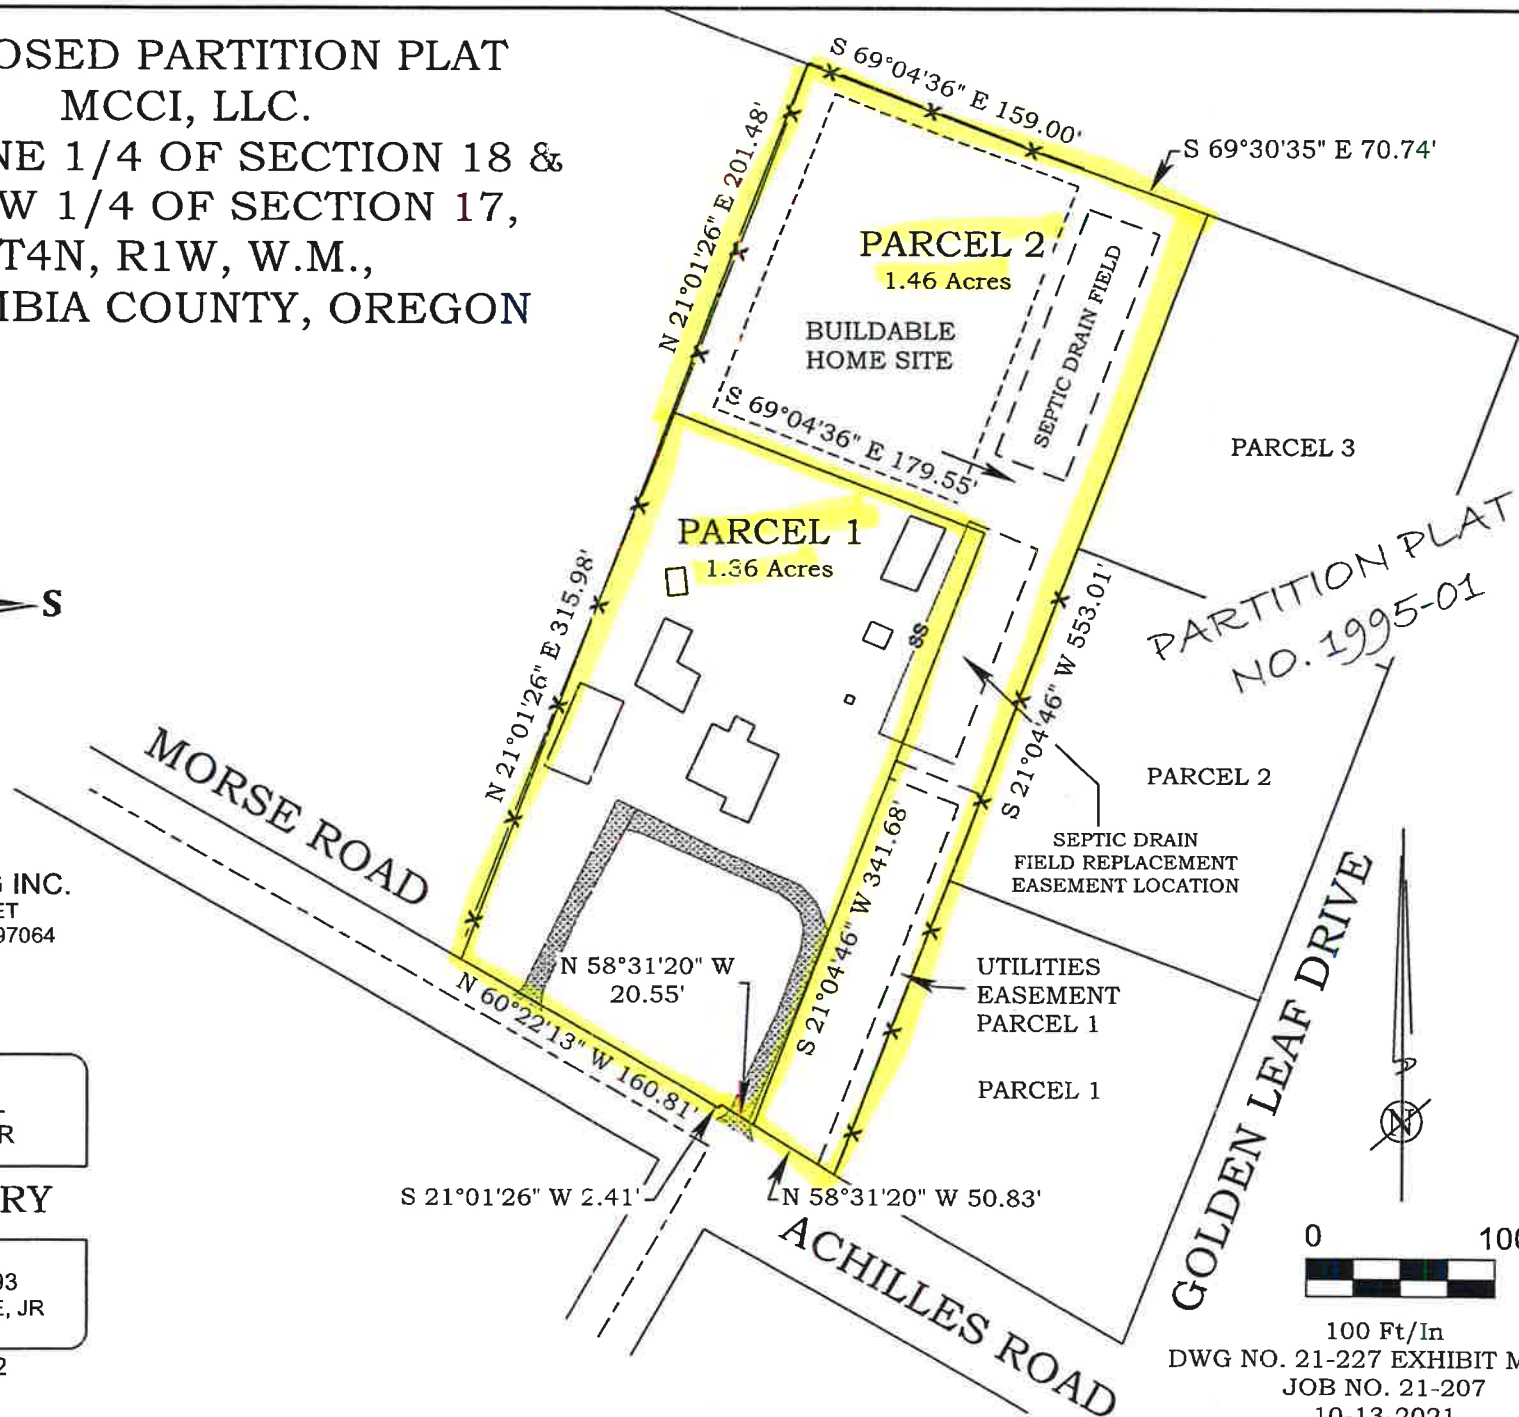 OSED PARTITION PLAT
MCCI, LLC.
NE 1/4 OF SECTION 18 &
W 1/4 OF SECTION 17,
T4N, R1W, W.M.,
IBIA COUNTY, OREGON
S 69°04'36" E 159.00'
S 69°30'35" E 70.74'
N 21°01'26" E 201.48'
PARCEL 2
1.46 Acres
BUILDABLE
HOME SITE
SEPTIC DRAIN FIELD
S 69°04'36" E 179.55'
PARCEL 3
PARTITION PLAT
NO. 1995-01
PARCEL 1
1.36 Acres
S
N 21°01'26" E 315.98'
SS
S 21°04'46" W 553.01'
PARCEL 2
SEPTIC DRAIN
FIELD REPLACEMENT
EASEMENT LOCATION
MORSE ROAD
INC.
ET
97064
S 21°04'46" W 341.68'
N 58°31'20" W
20.55'
N 60°22'13" W 160.81'
UTILITIES
EASEMENT
PARCEL 1
PARCEL 1
GOLDEN LEAF DRIVE
N
R
RY
93
E, JR
2
S 21°01'26" W 2.41'
N 58°31'20" W 50.83'
ACHILLES ROAD
0 100
100 Ft/In
DWG NO. 21-227 EXHIBIT M
JOB NO. 21-207
10-13-2021